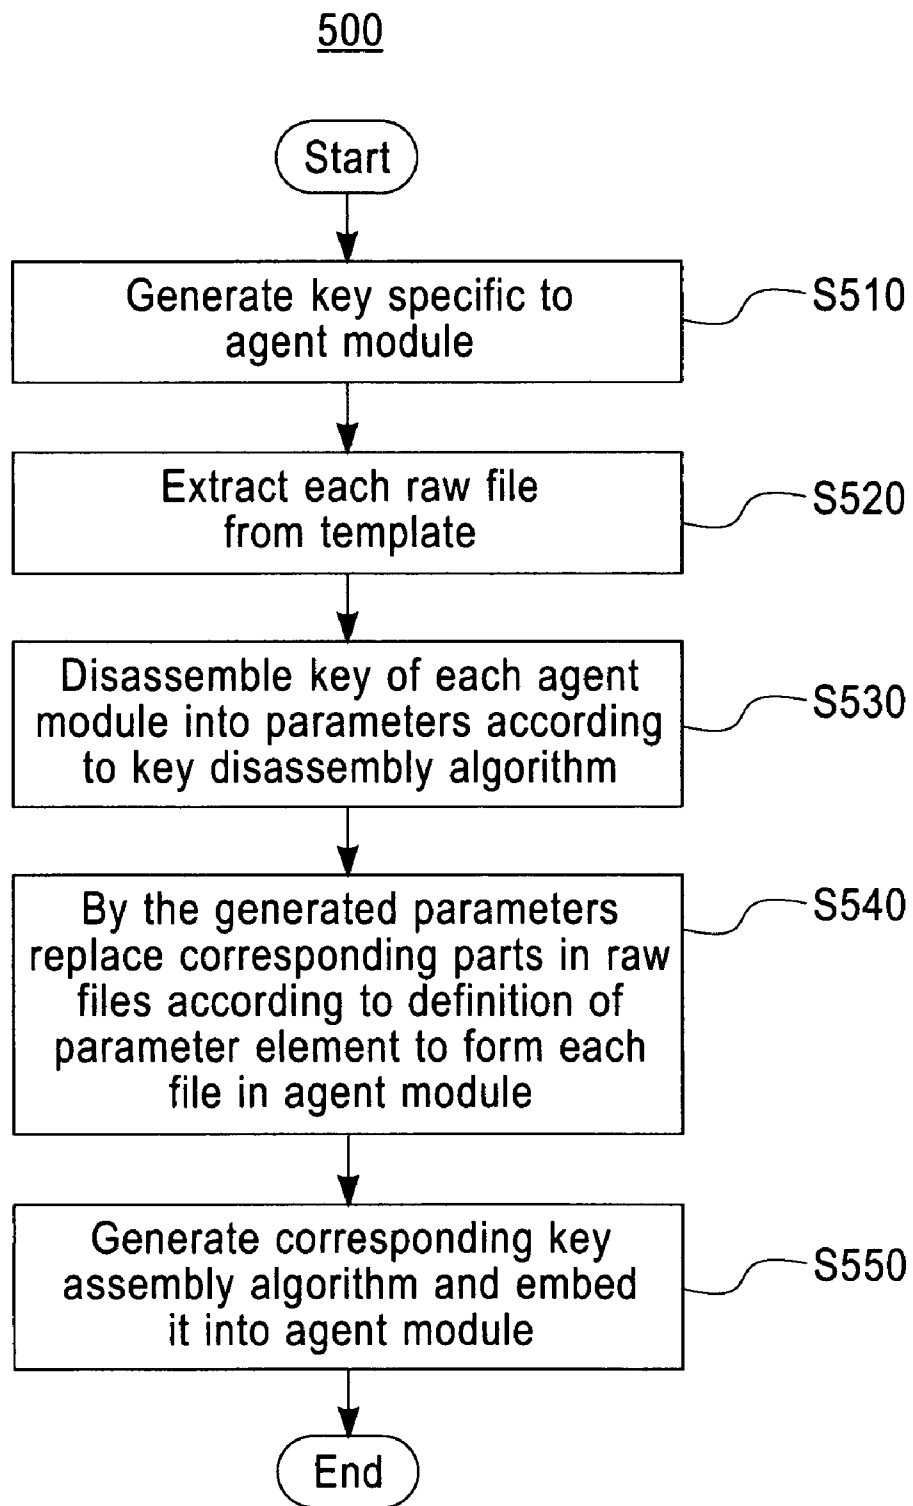 500
Start
Generate key specific to
agent module
S510
Extract each raw file
from template
S520
Disassemble key of each agent
module into parameters according
to key disassembly algorithm
S530
By the generated parameters
replace corresponding parts in raw
files according to definition of
parameter element to form each
file in agent module
S540
Generate corresponding key
assembly algorithm and embed
it into agent module
S550
End